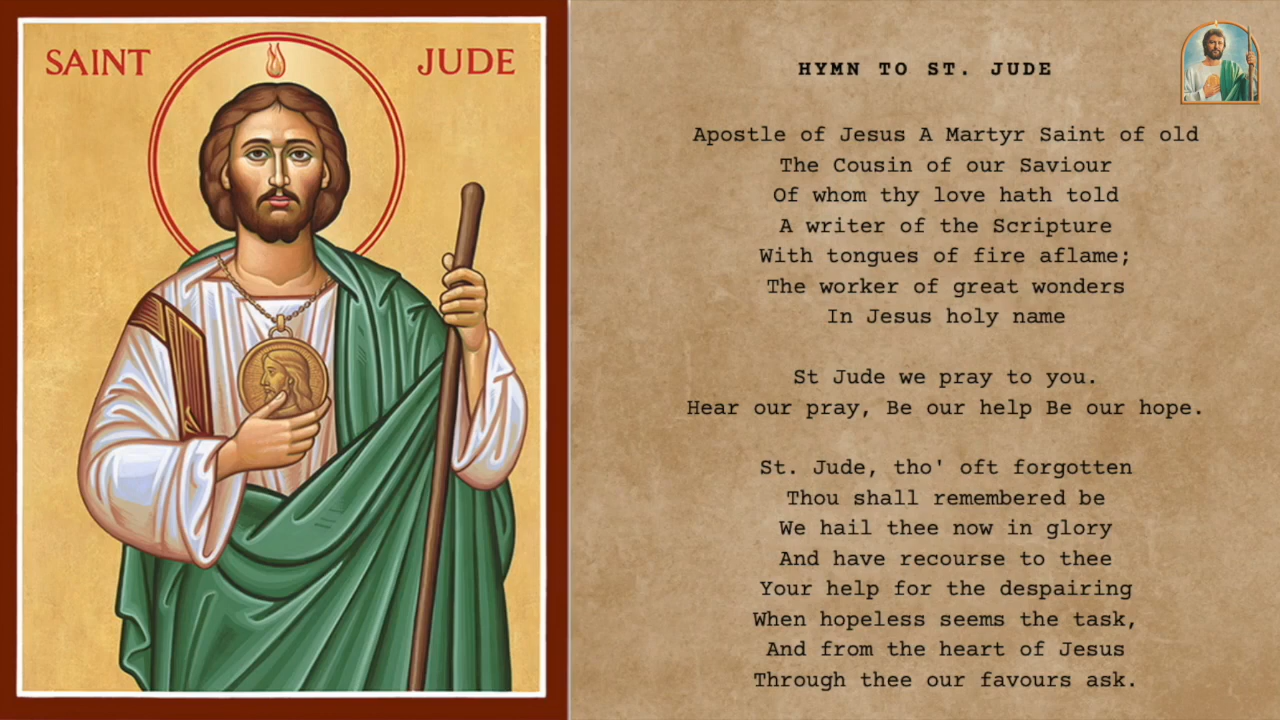 SAINT JUDE
HYMN TO ST. JUDE
Apostle of Jesus A Martyr Saint of old
The Cousin of our Saviour
Of whom thy love hath told
A writer of the Scripture
With tongues of fire aflame;
The worker of great wonders
In Jesus holy name
St Jude we pray to you.
Hear our pray, Be our help Be our hope.
St. Jude, tho' oft forgotten
Thou shall remembered be
We hail thee now in glory
And have recourse to thee
Your help for the despairing
When hopeless seems the task,
And from the heart of Jesus
Through thee our favours ask.